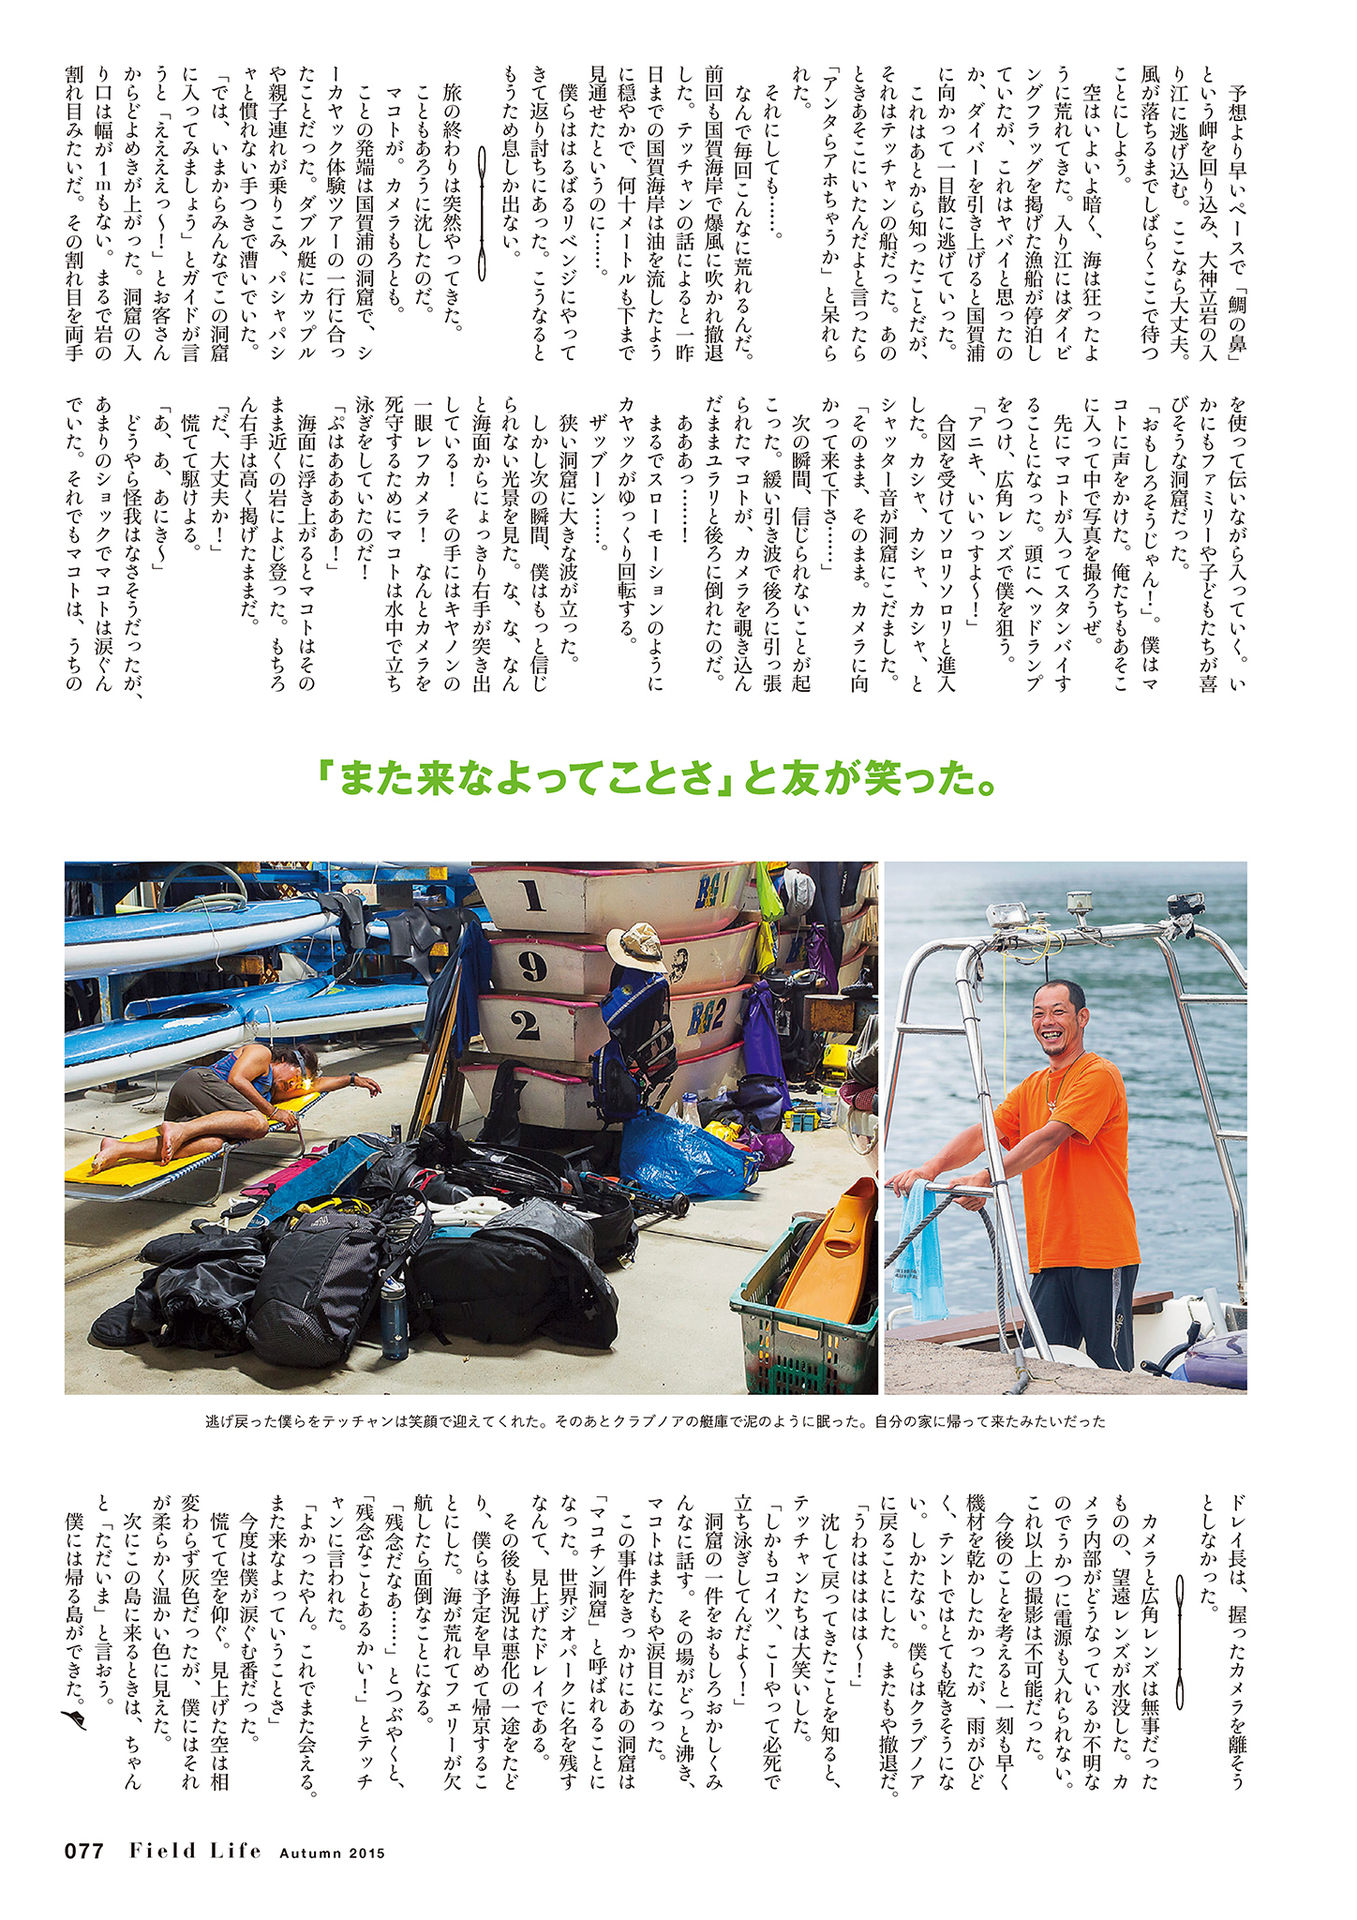 予想より早いペースで「鯛の鼻」
という岬を回り込み、大神立岩の入
り江に逃げ込む。ここなら大丈夫。
風が落ちるまでしばらくここで待つ
ことにしよう。
　空はいよいよ暗く、海は狂ったよ
うに荒れてきた。入り江にはダイビ
ングフラッグを掲げた漁船が停泊し
ていたが、これはヤバイと思ったの
か、ダイバーを引き上げると国賀浦
に向かって一目散に逃げていった。
　これはあとから知ったことだが、
それはテッチャンの船だった。あの
ときあそこにいたんだよと言ったら
「アンタらアホちゃうか」と呆れら
れた。
　それにしても……。
　なんで毎回こんなに荒れるんだ。
前回も国賀海岸で爆風に吹かれ撤退
した。テッチャンの話によると一昨
日までの国賀海岸は油を流したよう
に穏やかで、何十メートルも下まで
見通せたというのに……。
　僕らははるばるリベンジにやって
きて返り討ちにあった。こうなると
もうため息しか出ない。
　旅の終わりは突然やってきた。
　こともあろうに沈したのだ。
　マコトが。カメラもろとも。
　ことの発端は国賀浦の洞窟で、シ
ーカヤック体験ツアーの一行に合っ
たことだった。ダブル艇にカップル
や親子連れが乗りこみ、パシャパシ
ャと慣れない手つきで漕いでいた。
「では、いまからみんなでこの洞窟
に入ってみましょう」とガイドが言
うと「ええええっ〜！」とお客さん
からどよめきが上がった。洞窟の入
り口は幅が1mもない。まるで岩の
割れ目みたいだ。その割れ目を両手
を使って伝いながら入っていく。い
かにもファミリーや子どもたちが喜
びそうな洞窟だった。
「おもしろそうじゃん！」。僕はマ
コトに声をかけた。俺たちもあそこ
に入って中で写真を撮ろうぜ。
　先にマコトが入ってスタンバイす
ることになった。頭にヘッドランプ
をつけ、広角レンズで僕を狙う。
「アニキ、いいっすよ〜！」
　合図を受けてソロリソロリと進入
した。カシャ、カシャ、カシャ、と
シャッター音が洞窟にこだました。
「そのまま、そのまま。カメラに向
かって来て下さ……」
　次の瞬間、信じられないことが起
こった。緩い引き波で後ろに引っ張
られたマコトが、カメラを覗き込ん
だままユラリと後ろに倒れたのだ。
　あああっ……！
　まるでスローモーションのように
カヤックがゆっくり回転する。
　ザッブーン……。
　狭い洞窟に大きな波が立った。
　しかし次の瞬間、僕はもっと信じ
られない光景を見た。な、な、なん
と海面からにょっきり右手が突き出
している！　その手にはキヤノンの
一眼レフカメラ！　なんとカメラを
死守するためにマコトは水中で立ち
泳ぎをしていたのだ！
「ぷはあああああ！」
　海面に浮き上がるとマコトはその
まま近くの岩によじ登った。もちろ
ん右手は高く掲げたままだ。
「だ、大丈夫か！」
　慌てて駆けよる。
「あ、あ、あにき〜」
　どうやら怪我はなさそうだったが、
あまりのショックでマコトは涙ぐん
でいた。それでもマコトは、うちの
「また来なよってことさ」と友が笑った。
1
9
2
7
B&G1
9
B&G2
逃げ戻った僕らをテッチャンは笑顔で迎えてくれた。そのあとクラブノアの艇庫で泥のように眠った。自分の家に帰って来たみたいだった
ドレイ長は、握ったカメラを離そう
としなかった。
　カメラと広角レンズは無事だった
ものの、望遠レンズが水没した。カ
メラ内部がどうなっているか不明な
のでうかつに電源も入れられない。
これ以上の撮影は不可能だった。
　今後のことを考えると一刻も早く
機材を乾かしたかったが、雨がひど
く、テントではとても乾きそうにな
い。しかたない。僕らはクラブノア
に戻ることにした。またもや撤退だ。
「うわはははははは〜！」
　沈して戻ってきたことを知ると、
テッチャンたちは大笑いした。
「しかもコイツ、こーやって必死で
立ち泳ぎしてんだよ〜！」
　洞窟の一件をおもしろおかしくみ
んなに話す。その場がどっと沸き、
マコトはまたもや涙目になった。
　この事件をきっかけにあの洞窟は
「マコチン洞窟」と呼ばれることに
なった。世界ジオパークに名を残す
なんて、見上げたドレイである。
　その後も海況は悪化の一途をたど
り、僕らは予定を早めて帰京するこ
とにした。海が荒れてフェリーが欠
航したら面倒なことになる。
　「残念だなあ……」とつぶやくと、
「残念なことあるかい！」とテッチ
ャンに言われた。
「よかったやん。これでまた会える。
また来なよっていうことさ」
　今度は僕が涙ぐむ番だった。
　慌てて空を仰ぐ。見上げた空は相
変わらず灰色だったが、僕にはそれ
が柔らかく温かい色に見えた。
　次にこの島に来るときは、ちゃん
と「ただいま」と言おう。
　僕には帰る島ができた。
077 Field Life Autumn 2015